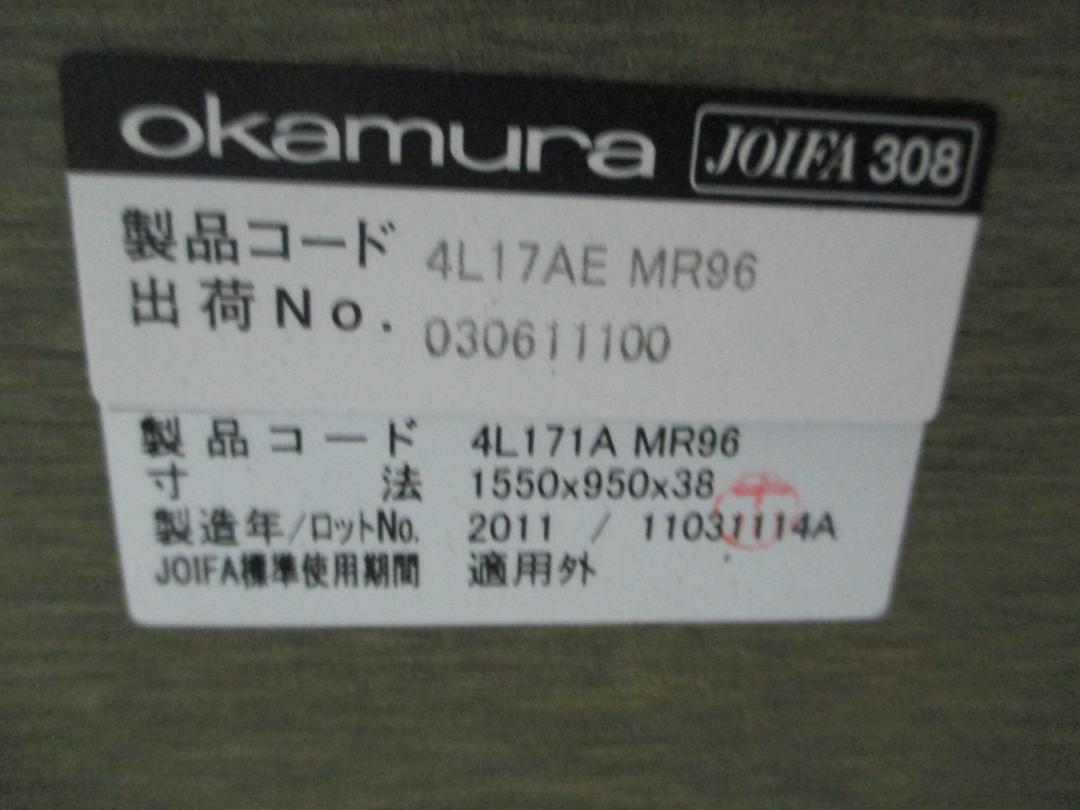 okamura JOIFA 308
製品コード 4L17AE MR96
出荷No. 030611100
製品コード 4L171A MR96
寸法 1550x950x38
製造年/ロットNo. 2011 / 11031114A
JOIFA標準使用期間 適用外